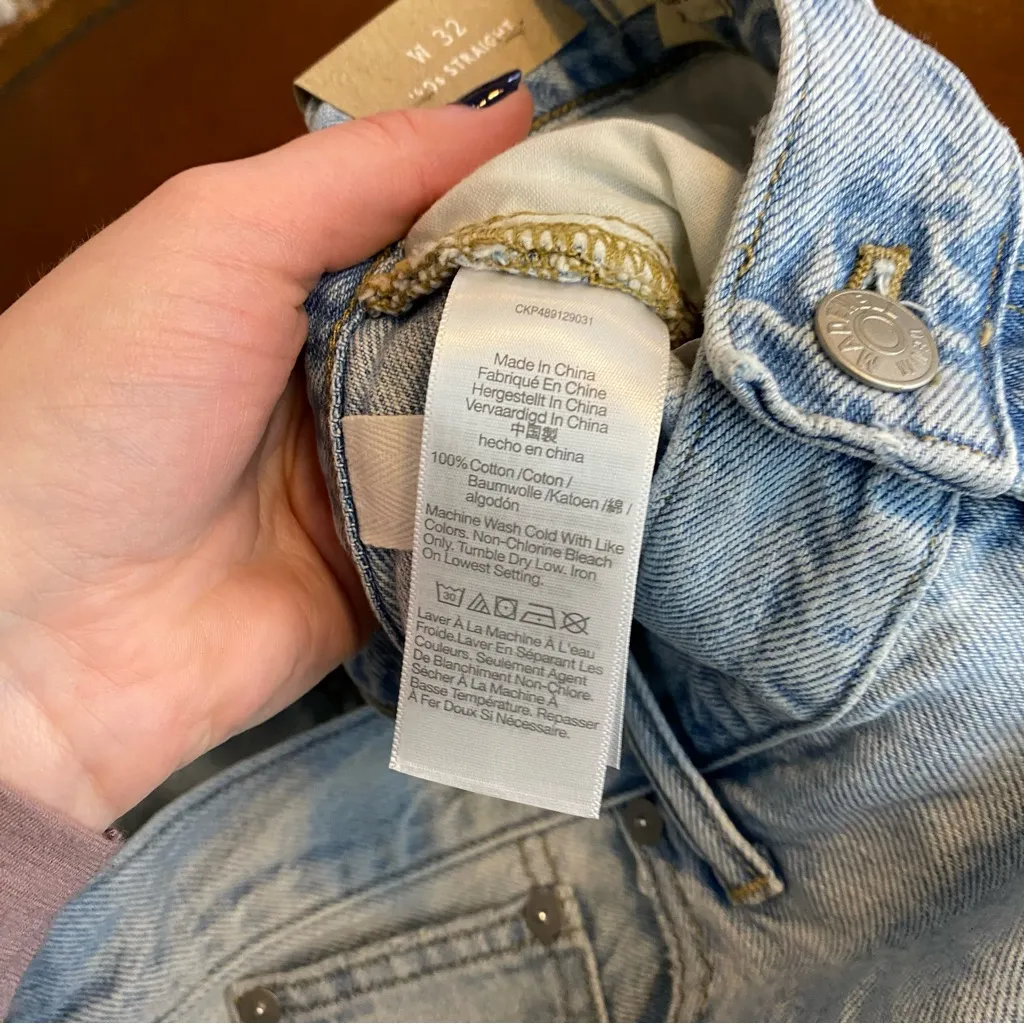 W 32
'90s STRAIGHT
CKP489129031
Made In China
Fabriqué En Chine
Hergestellt In China
Vervaardigd In China
中国製
hecho en china
100% Cotton /Coton /
Baumwolle /Katoen /綿 /
algodón
Machine Wash Cold With Like
Colors. Non-Chlorine Bleach
Only. Tumble Dry Low. Iron
On Lowest Setting.
30
Laver À La Machine À L'eau
Froide.Laver En Séparant Les
Couleurs. Seulement Agent
De Blanchiment Non-Chlore.
Sécher À La Machine À
Basse Température. Repasser
À Fer Doux Si Nécessaire.